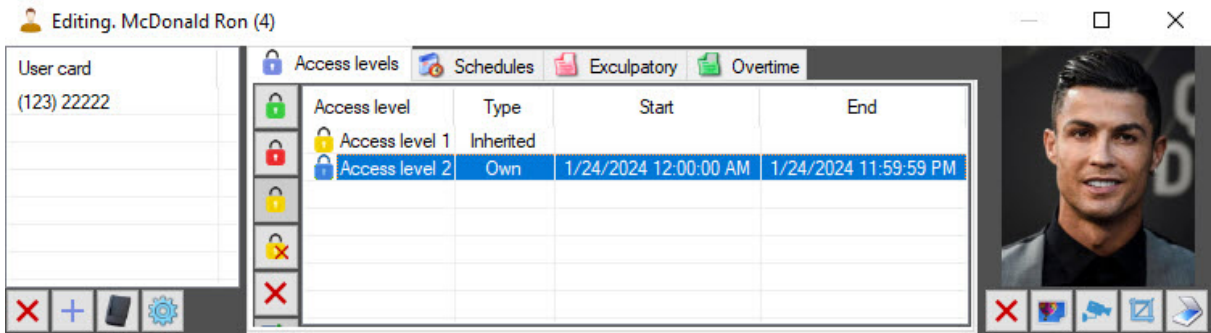 Editing. McDonald Ron (4)
User card
(123) 22222
Access levels Schedules Exculpatory Overtime
Access level Type Start End
Access level 1 Inherited
Access level 2 Own 1/24/2024 12:00:00 AM 1/24/2024 11:59:59 PM